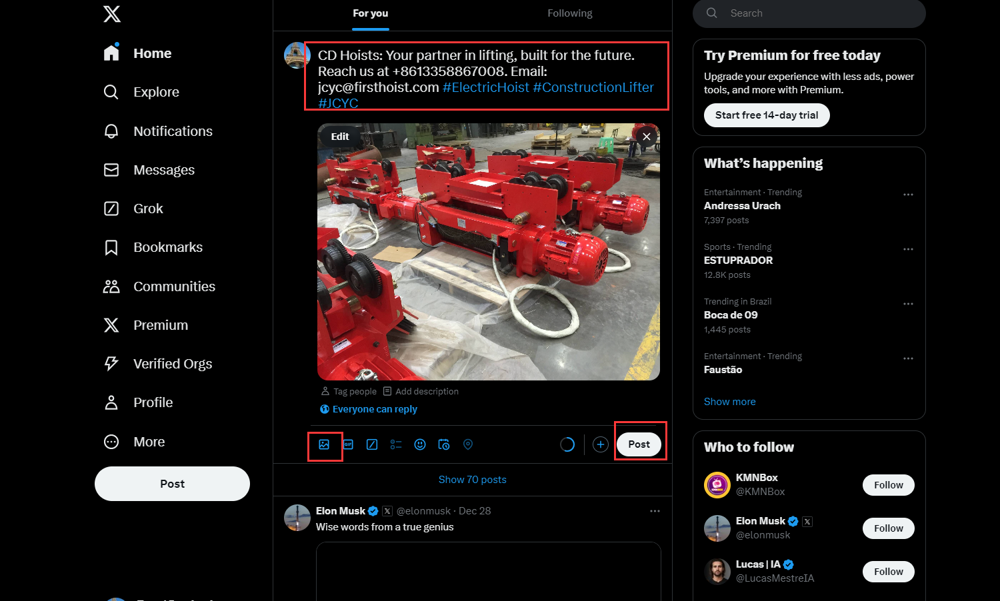 Home
Explore
Notifications
Messages
Grok
Bookmarks
Communities
Premium
Verified Orgs
Profile
More
Post
For you
Following
CD Hoists: Your partner in lifting, built for the future.
Reach us at +8613358867008. Email:
jcyc@firsthoist.com #ElectricHoist #ConstructionLifter
#JCYC
Edit
Tag people
Add description
Everyone can reply
GIF
Post
Show 70 posts
Elon Musk @elonmusk · Dec 28
Wise words from a true genius
Search
Try Premium for free today
Upgrade your experience with less ads, power
tools, and more with Premium.
Start free 14-day trial
What's happening
Entertainment · Trending
Andressa Urach
7,397 posts
Sports · Trending
ESTUPRADOR
12.8K posts
Trending in Brazil
Boca de 09
1,445 posts
Entertainment · Trending
Faustão
Show more
Who to follow
KMNBox
@KMNBox
Follow
Elon Musk
@elonmusk
Follow
Lucas | IA
@LucasMestreIA
Follow